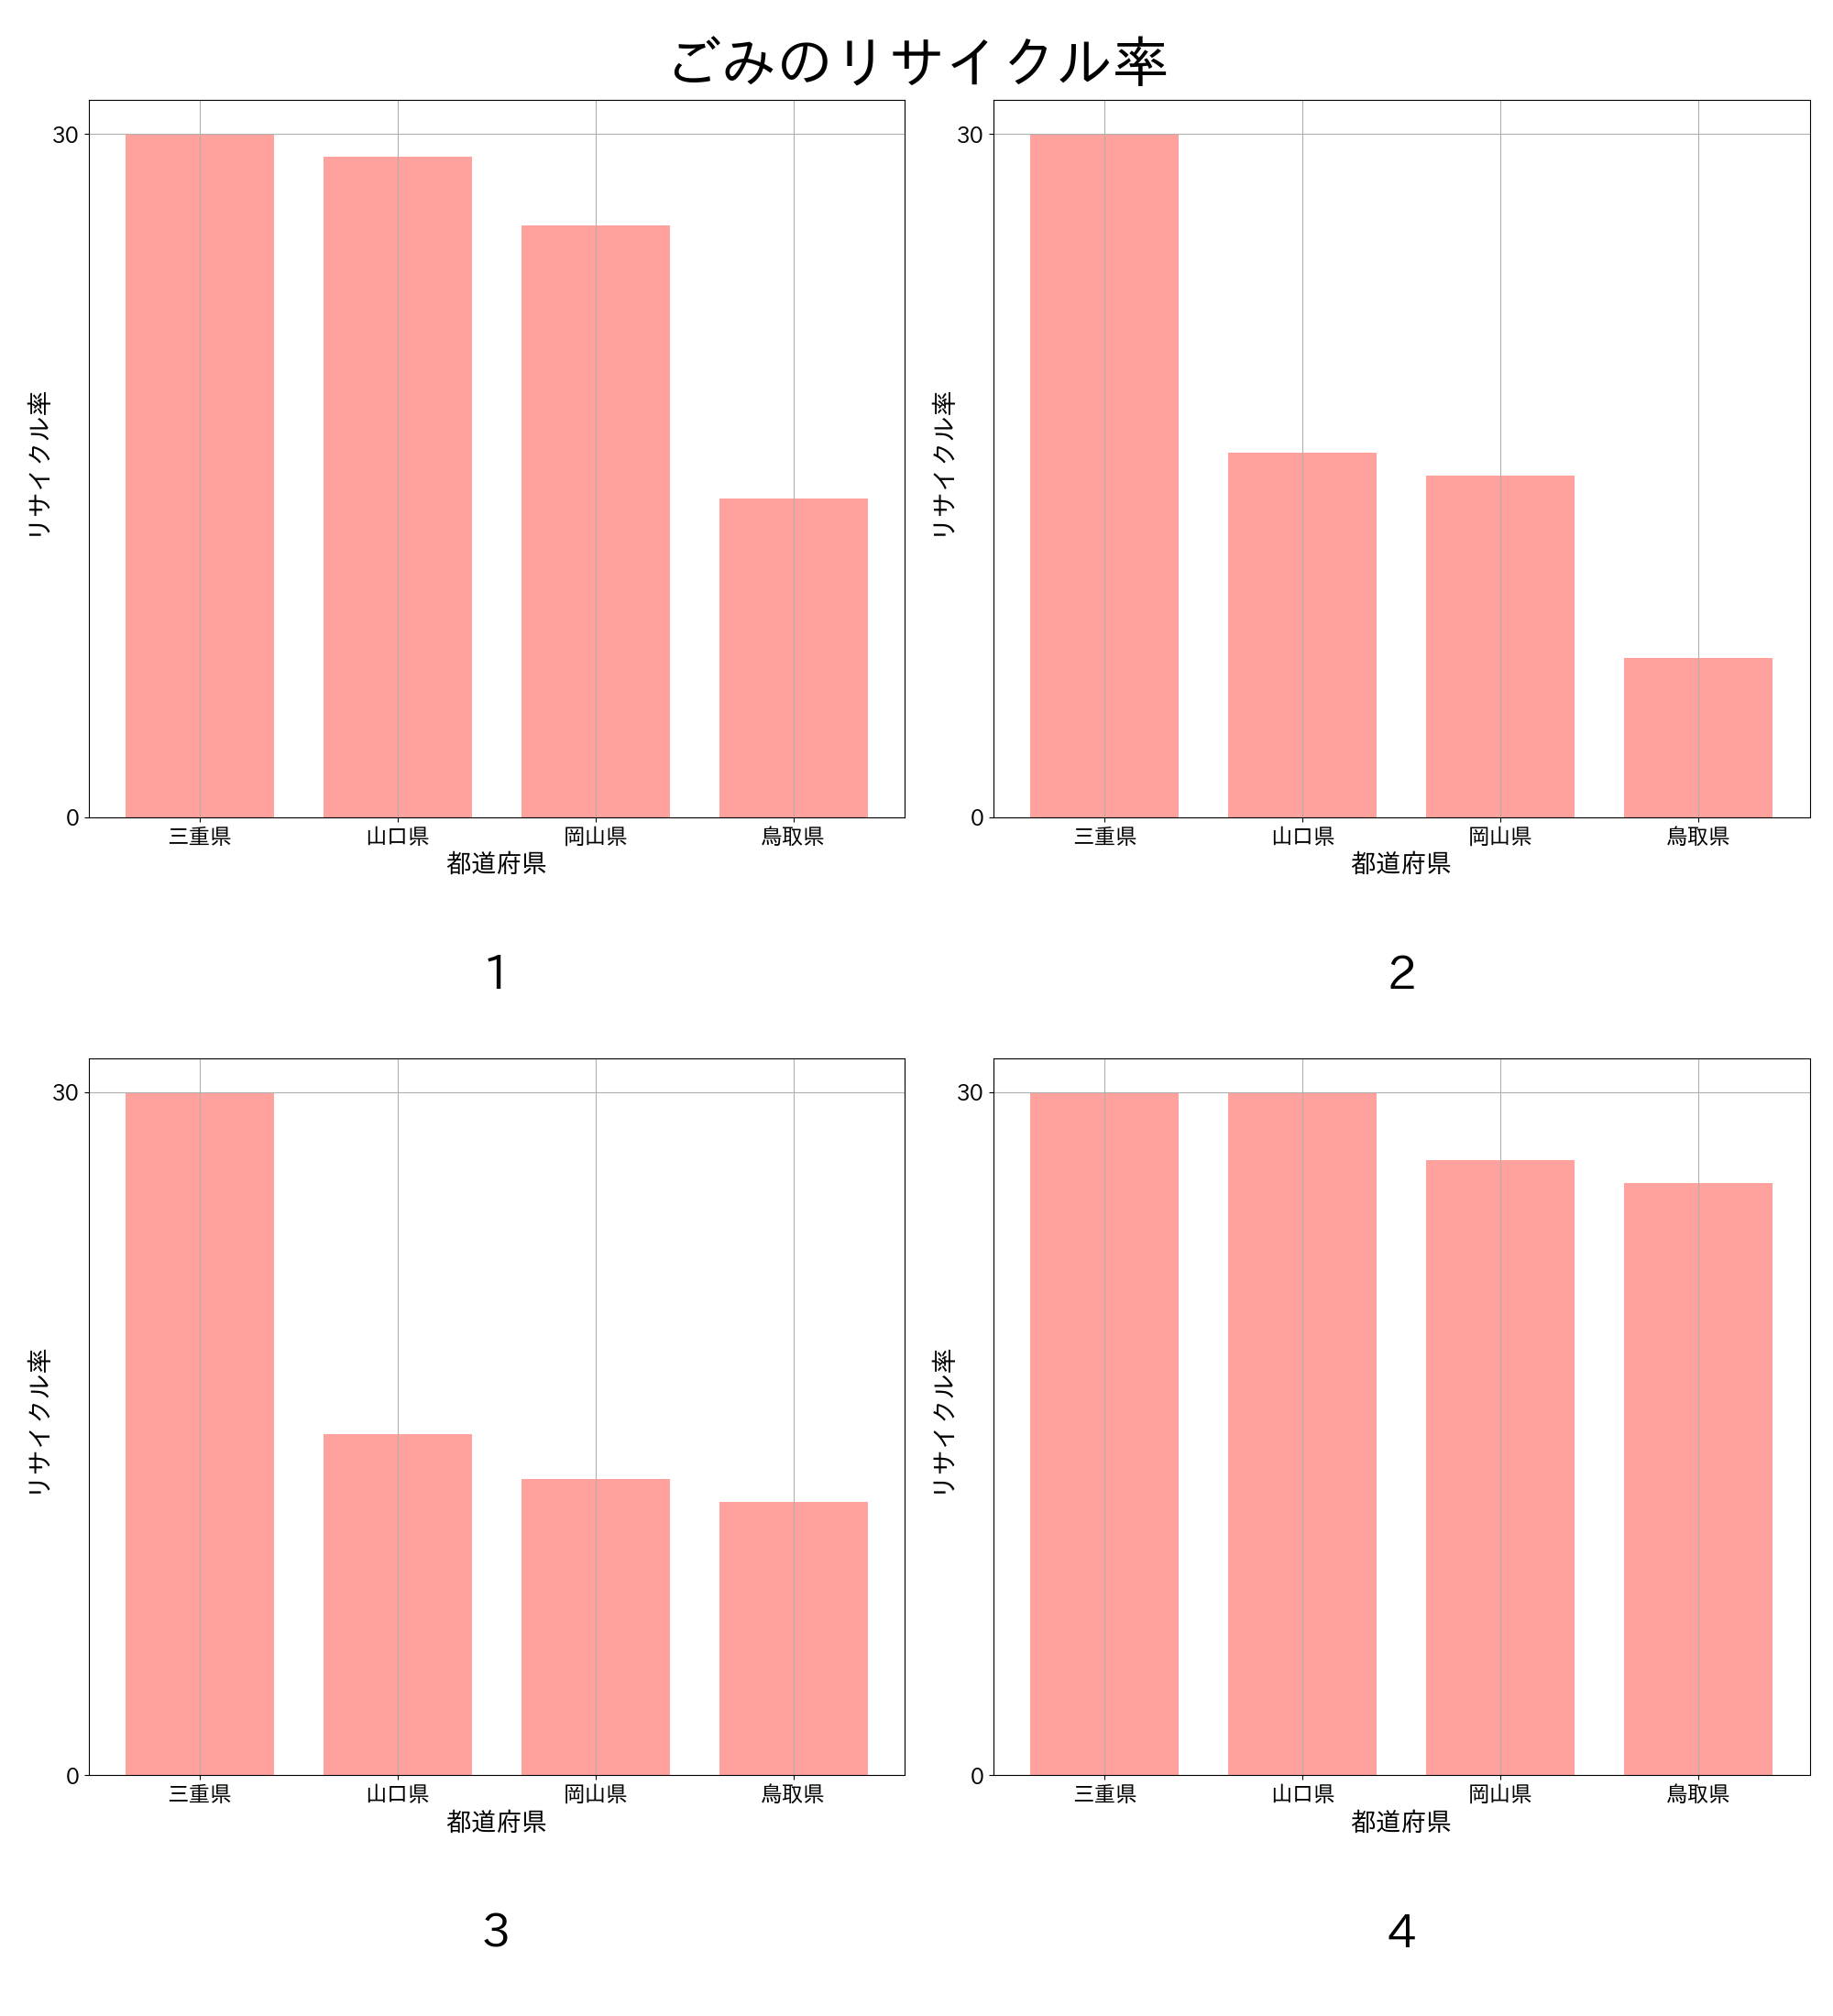 ごみのリサイクル率
30
0
リサイクル率
三重県 山口県 岡山県 鳥取県
都道府県
1
30
0
リサイクル率
三重県 山口県 岡山県 鳥取県
都道府県
2
30
0
リサイクル率
三重県 山口県 岡山県 鳥取県
都道府県
3
30
0
リサイクル率
三重県 山口県 岡山県 鳥取県
都道府県
4